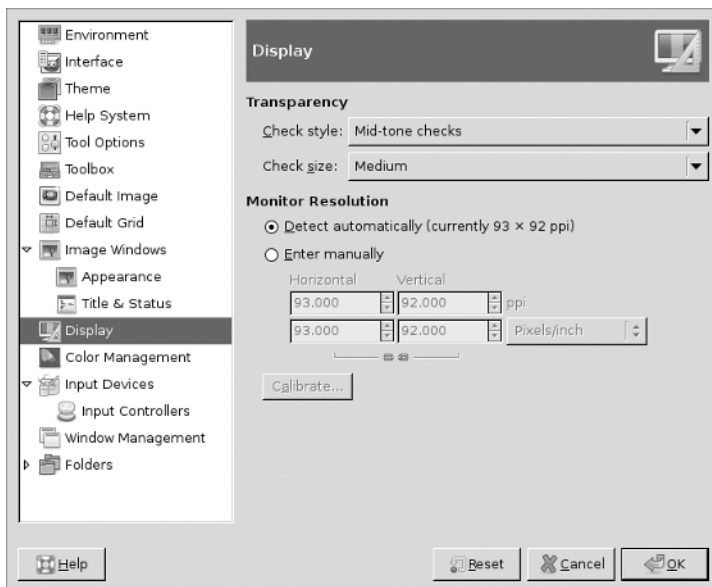 Environment
Interface
Theme
Help System
Tool Options
Toolbox
Default Image
Default Grid
Image Windows
Appearance
Title & Status
Display
Color Management
Input Devices
Input Controllers
Window Management
Folders
Display
Transparency
Check style: Mid-tone checks
Check size: Medium
Monitor Resolution
Detect automatically (currently 93 × 92 ppi)
Enter manually
Horizontal Vertical
93.000 92.000 ppi
93.000 92.000 Pixels/inch
Calibrate...
Help Reset Cancel OK